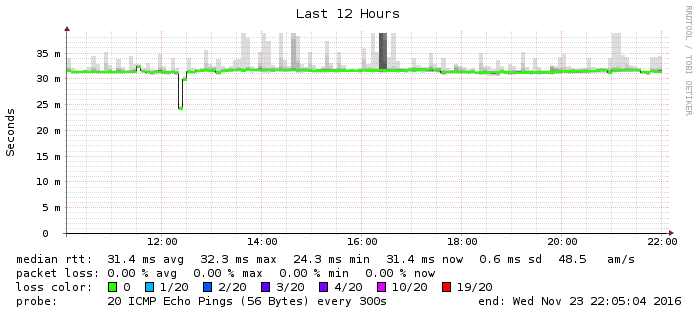 Last 12 Hours
RRDTOOL / TOBI OETIKER
Seconds
35 m
30 m
25 m
20 m
15 m
10 m
5 m
0
12:00 14:00 16:00 18:00 20:00 22:00
median rtt: 31.4 ms avg 32.3 ms max 24.3 ms min 31.4 ms now 0.6 ms sd 48.5 am/s
packet loss: 0.00 % avg 0.00 % max 0.00 % min 0.00 % now
loss color: 0 1/20 2/20 3/20 4/20 10/20 19/20
probe: 20 ICMP Echo Pings (56 Bytes) every 300s end: Wed Nov 23 22:05:04 2016